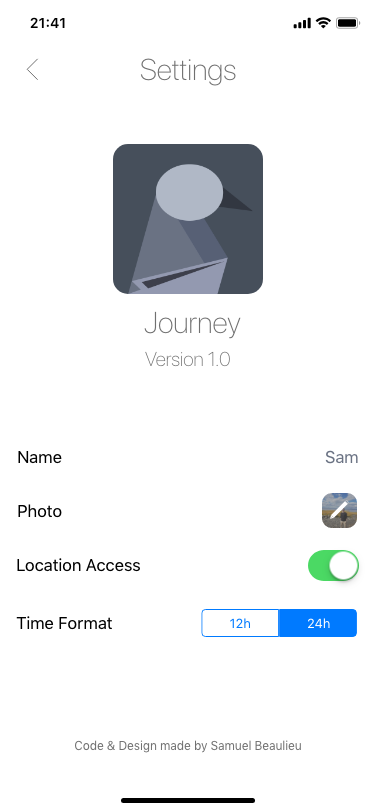 21:41
Settings
Journey
Version 1.0
Name Sam
Photo
Location Access
Time Format 12h 24h
Code & Design made by Samuel Beaulieu